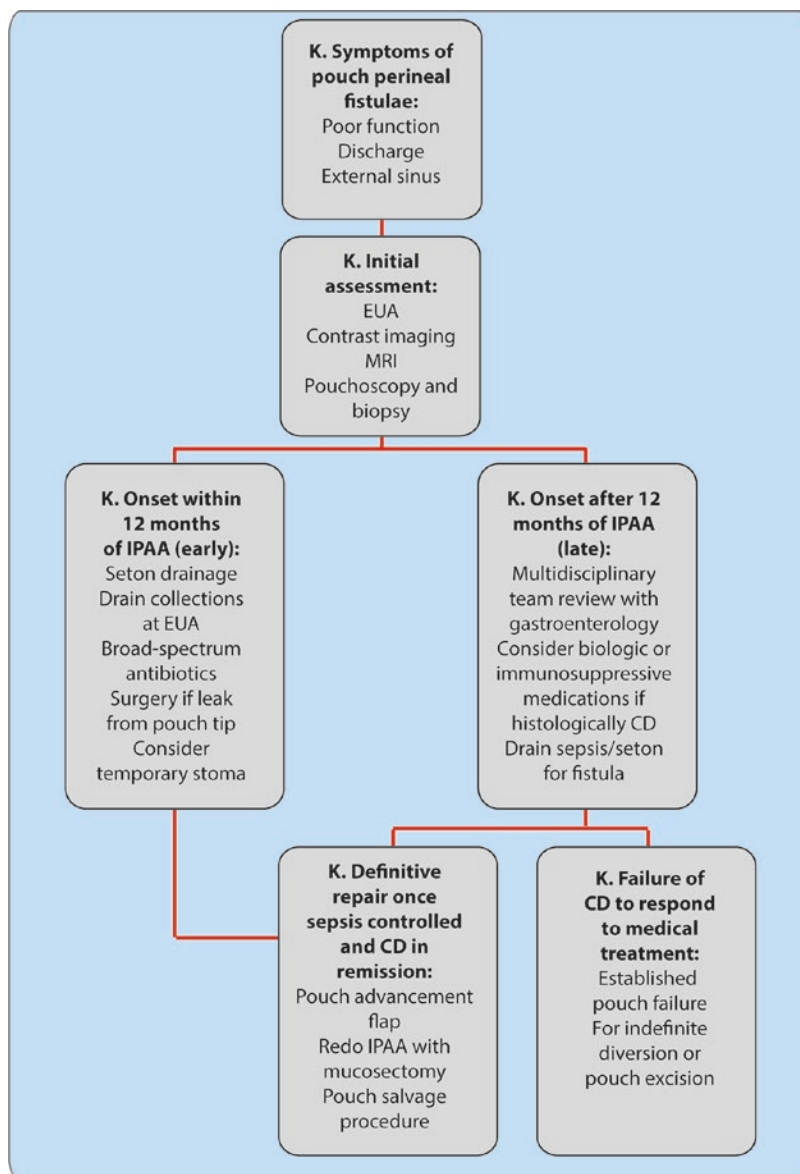 K. Symptoms of
pouch perineal
fistulae:
Poor function
Discharge
External sinus
K. Initial
assessment:
EUA
Contrast imaging
MRI
Pouchoscopy and
biopsy
K. Onset within
12 months
of IPAA (early):
Seton drainage
Drain collections
at EUA
Broad-spectrum
antibiotics
Surgery if leak
from pouch tip
Consider
temporary stoma
K. Onset after 12
months of IPAA
(late):
Multidisciplinary
team review with
gastroenterology
Consider biologic or
immunosuppressive
medications if
histologically CD
Drain sepsis/seton
for fistula
K. Definitive
repair once
sepsis controlled
and CD in
remission:
Pouch advancement
flap
Redo IPAA with
mucosectomy
Pouch salvage
procedure
K. Failure of
CD to respond
to medical
treatment:
Established
pouch failure
For indefinite
diversion or
pouch excision